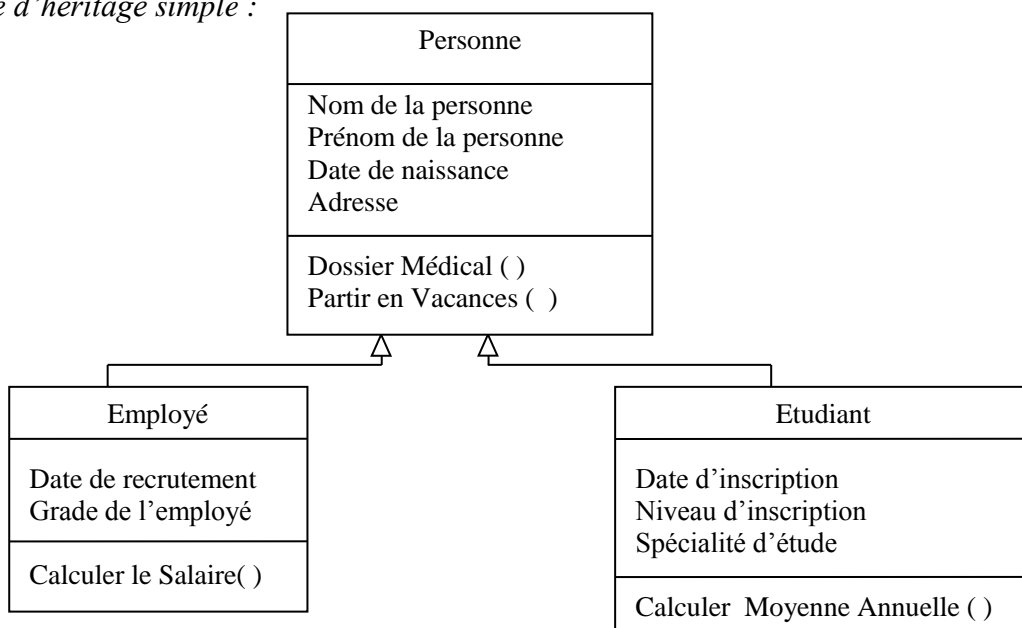 d’héritage simple :
Personne
Nom de la personne
Prénom de la personne
Date de naissance
Adresse
Dossier Médical ( )
Partir en Vacances (  )
Employé
Date de recrutement
Grade de l’employé
Calculer le Salaire( )
Etudiant
Date d’inscription
Niveau d’inscription
Spécialité d’étude
Calculer  Moyenne Annuelle ( )